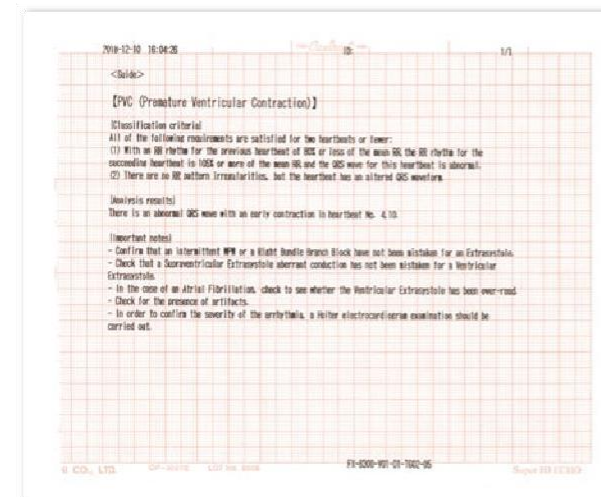 2018-12-10 16:04:26 ID: 1/1
<Guide>
[PVC (Premature Ventricular Contraction)]
[Classification criteria]
All of the following requirements are satisfied for two heartbeats or fewer:
(1) With an RR rhythm for the previous heartbeat of 80% or less of the mean RR, the RR rhythm for the
succeeding heartbeat is 106% or more of the mean RR and the QRS wave for this heartbeat is abnormal.
(2) There are no RR pattern irregularities, but the heartbeat has an altered QRS waveform.
[Analysis results]
There is an abnormal QRS wave with an early contraction in heartbeat No. 4,10.
[Important notes]
- Confirm that an intermittent WPW or a Right Bundle Branch Block have not been mistaken for an Extrasystole.
- Check that a Supraventricular Extrasystole aberrant conduction has not been mistaken for a Ventricular
Extrasystole.
- In the case of an Atrial Fibrillation, check to see whether the Ventricular Extrasystole has been over-read.
- Check for the presence of artifacts.
- In order to confirm the severity of the arrhythmia, a Holter electrocardiogram examination should be
carried out.
CO., LTD.